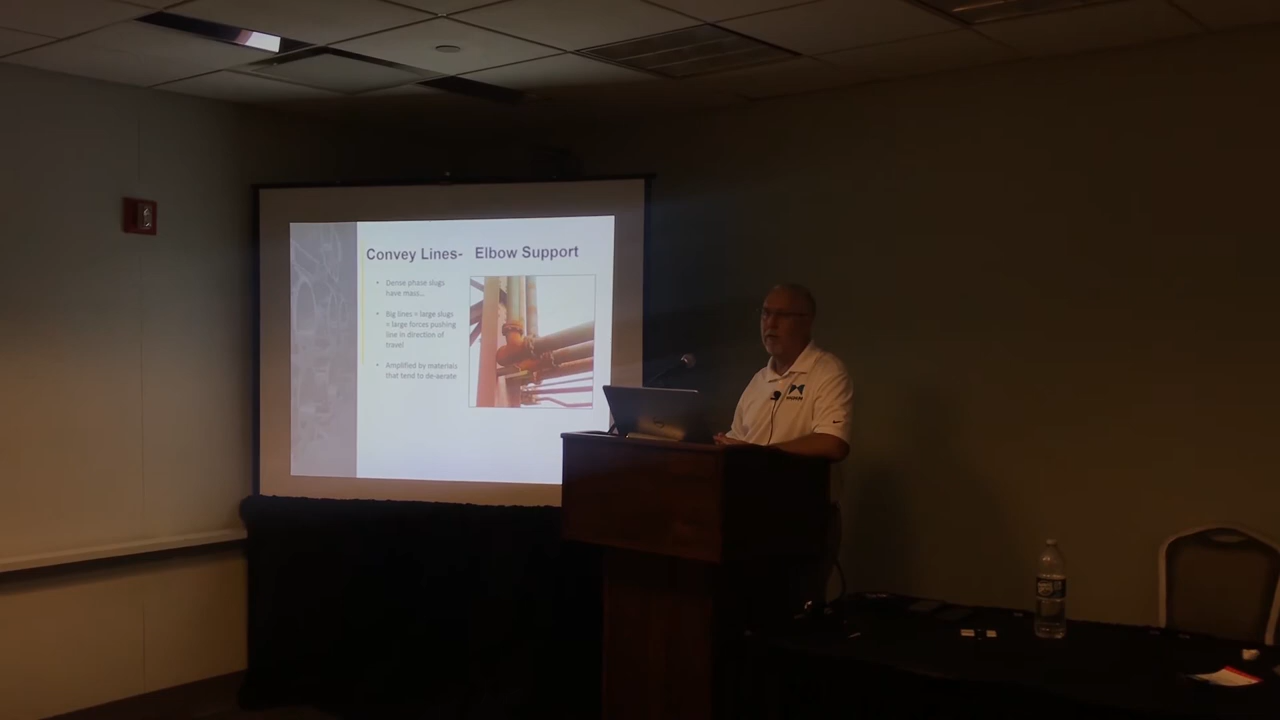 Convey Lines- Elbow Support
• Dense phase slugs
have mass...
• Big lines = large slugs
= large forces pushing
line in direction of
travel
• Amplified by materials
that tend to de-aerate